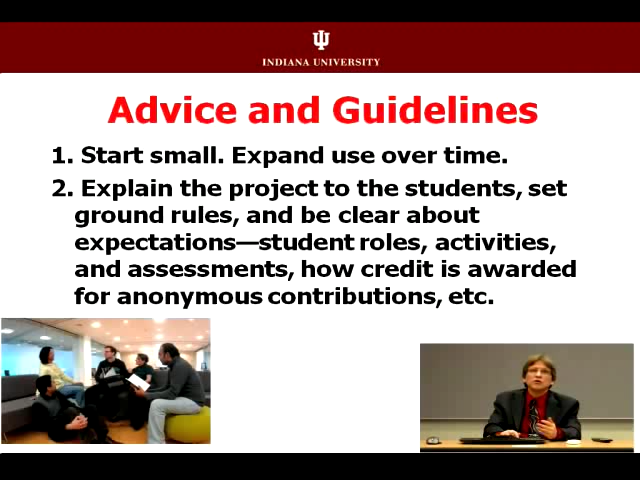 INDIANA UNIVERSITY
Advice and Guidelines
1. Start small. Expand use over time.
2. Explain the project to the students, set
ground rules, and be clear about
expectations—student roles, activities,
and assessments, how credit is awarded
for anonymous contributions, etc.